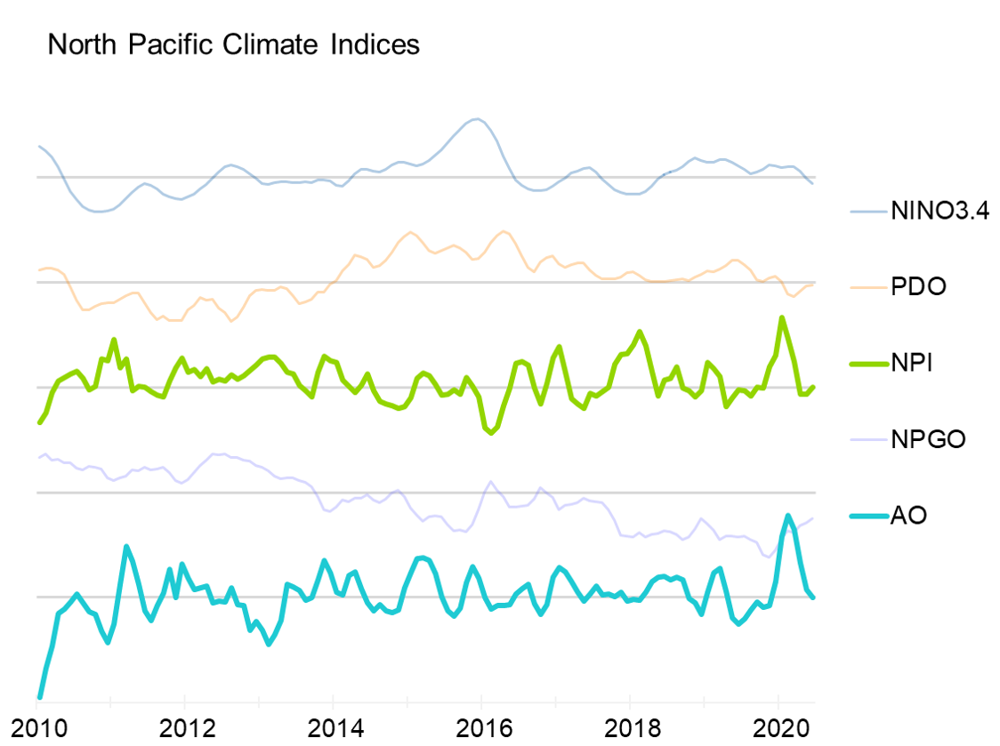 North Pacific Climate Indices
NINO3.4
PDO
NPI
NPGO
AO
2010 2012 2014 2016 2018 2020